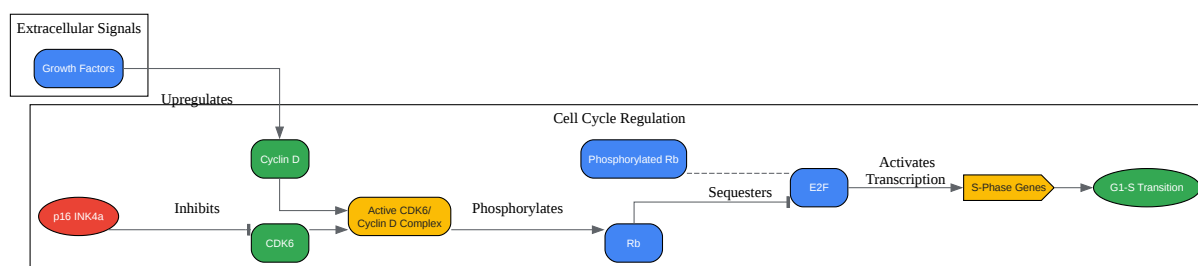 Extracellular Signals
Growth Factors
Upregulates
Cell Cycle Regulation
Cyclin D
Phosphorylated Rb
E2F
Activates
Transcription
S-Phase Genes
G1-S Transition
Sequesters
p16 INK4a
Inhibits
CDK6
Active CDK6/
Cyclin D Complex
Phosphorylates
Rb